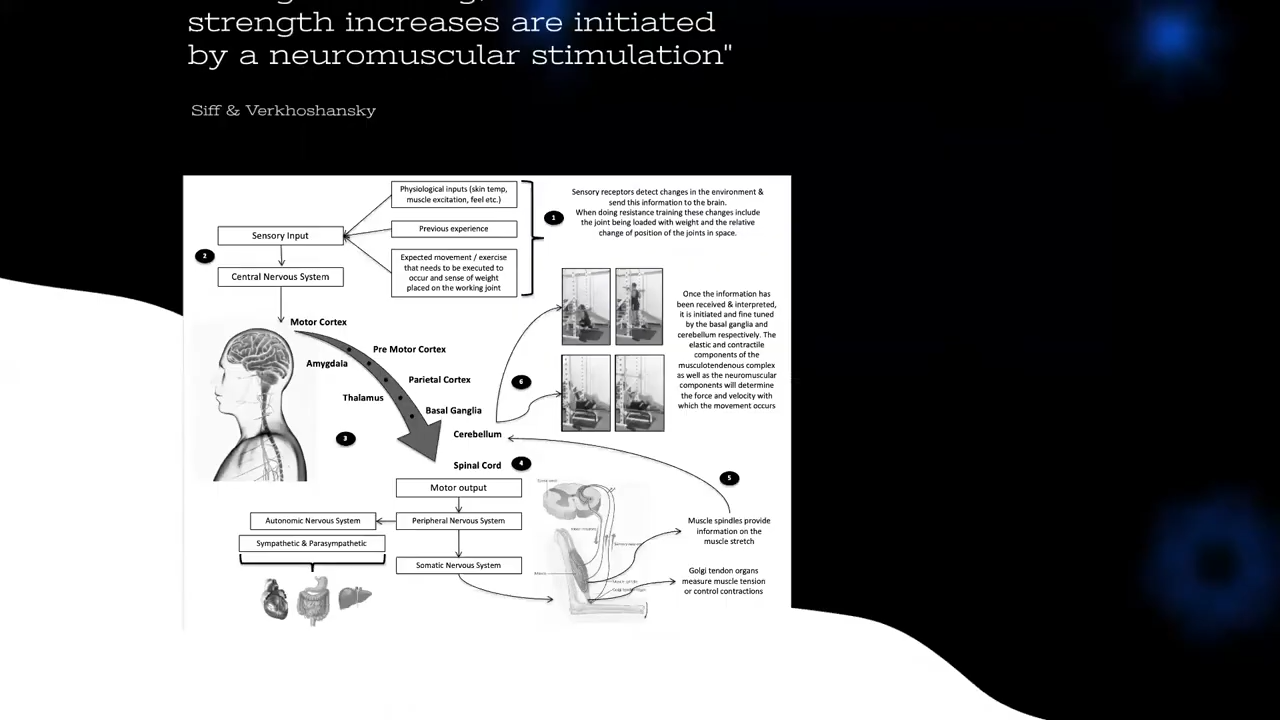 strength increases are initiated
by a neuromuscular stimulation"
Siff & Verkhoshansky
Physiological inputs (skin temp,
muscle excitation, feel etc.)
Previous experience
Expected movement / exercise
that needs to be executed to
occur and sense of weight
placed on the working joint
1
Sensory receptors detect changes in the environment &
send this information to the brain.
When doing resistance training these changes include
the joint being loaded with weight and the relative
change of position of the joints in space.
Sensory Input
2
Central Nervous System
Motor Cortex
Pre Motor Cortex
Amygdala
Parietal Cortex
Thalamus
Basal Ganglia
3
Cerebellum
Spinal Cord
4
6
Once the information has
been received & interpreted,
it is initiated and fine tuned
by the basal ganglia and
cerebellum respectively. The
elastic and contractile
components of the
musculotendenous complex
as well as the neuromuscular
components will determine
the force and velocity with
which the movement occurs
5
Motor output
Autonomic Nervous System
Peripheral Nervous System
Sympathetic & Parasympathetic
Somatic Nervous System
Muscle spindles provide
information on the
muscle stretch
Golgi tendon organs
measure muscle tension
or control contractions